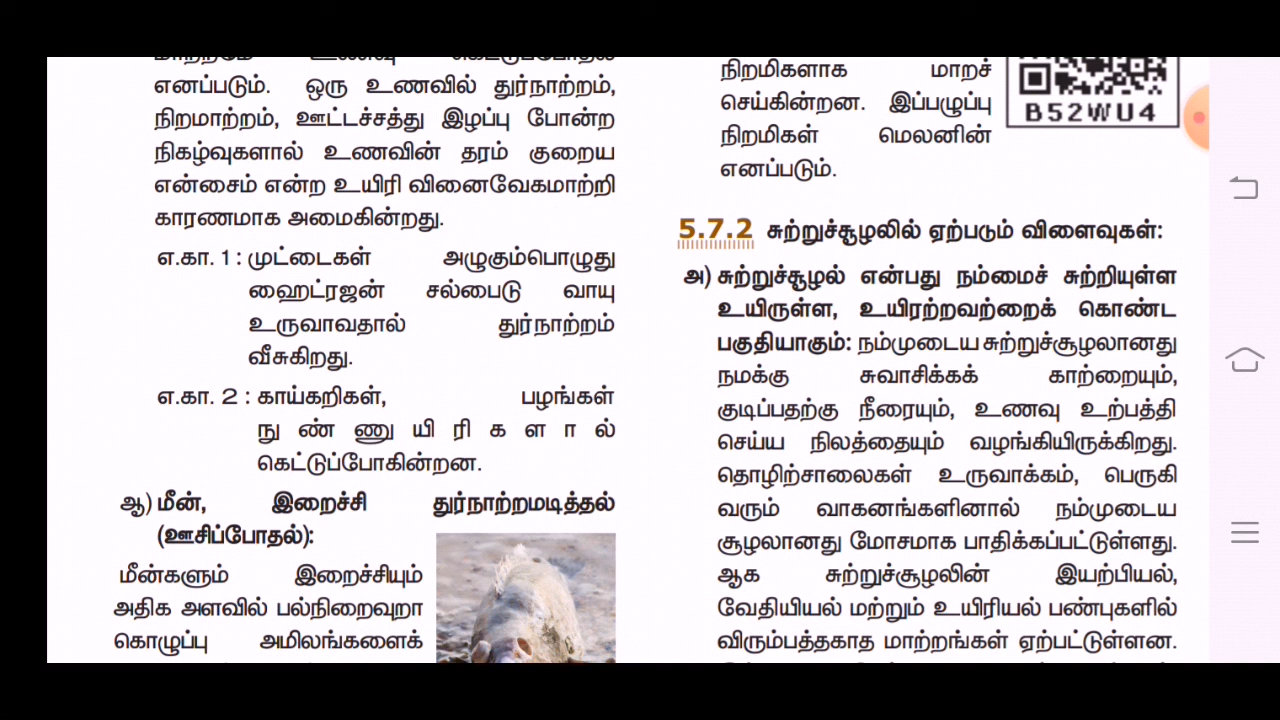 எனப்படும். ஒரு உணவில் துர்நாற்றம்,
நிறமாற்றம், ஊட்டச்சத்து இழப்பு போன்ற
நிகழ்வுகளால் உணவின் தரம் குறைய
என்சைம் என்ற உயிரி வினைவேகமாற்றி
காரணமாக அமைகின்றது.
எ.கா. 1 : முட்டைகள் அழுகும்பொழுது
ஹைட்ரஜன் சல்பைடு வாயு
உருவாவதால் துர்நாற்றம்
வீசுகிறது.
எ.கா. 2 : காய்கறிகள், பழங்கள்
நு ண் ணு யி ரி க ளா ல்
கெட்டுப்போகின்றன.
ஆ) மீன், இறைச்சி துர்நாற்றமடித்தல்
(ஊசிப்போதல்):
மீன்களும் இறைச்சியும்
அதிக அளவில் பல்நிறைவுறா
கொழுப்பு அமிலங்களைக்
நிறமிகளாக மாறச்
செய்கின்றன. இப்பழுப்பு
நிறமிகள் மெலனின்
எனப்படும்.
B52WU4
5.7.2 சுற்றுச்சூழலில் ஏற்படும் விளைவுகள்:
அ) சுற்றுச்சூழல் என்பது நம்மைச் சுற்றியுள்ள
உயிருள்ள, உயிரற்றவற்றைக் கொண்ட
பகுதியாகும்: நம்முடைய சுற்றுச்சூழலானது
நமக்கு சுவாசிக்கக் காற்றையும்,
குடிப்பதற்கு நீரையும், உணவு உற்பத்தி
செய்ய நிலத்தையும் வழங்கியிருக்கிறது.
தொழிற்சாலைகள் உருவாக்கம், பெருகி
வரும் வாகனங்களினால் நம்முடைய
சூழலானது மோசமாக பாதிக்கப்பட்டுள்ளது.
ஆக சுற்றுச்சூழலின் இயற்பியல்,
வேதியியல் மற்றும் உயிரியல் பண்புகளில்
விரும்பத்தகாத மாற்றங்கள் ஏற்பட்டுள்ளன.